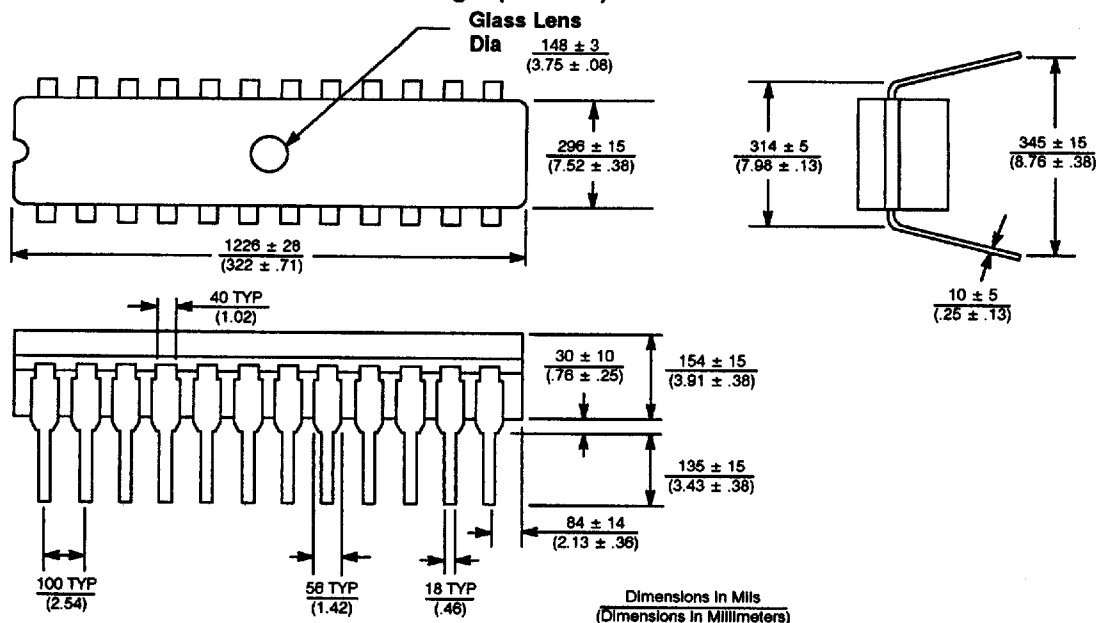 Glass Lens
Dia
148 ± 3
(3.75 ± .08)
296 ± 15
(7.52 ± .38)
314 ± 5
(7.98 ± .13)
345 ± 15
(8.76 ± .38)
1226 ± 28
(322 ± .71)
10 ± 5
(.25 ± .13)
40 TYP
(1.02)
30 ± 10
(.76 ± .25)
154 ± 15
(3.91 ± .38)
135 ± 15
(3.43 ± .38)
84 ± 14
(2.13 ± .36)
100 TYP
(2.54)
56 TYP
(1.42)
18 TYP
(.46)
Dimensions in Mils
(Dimensions in Millimeters)